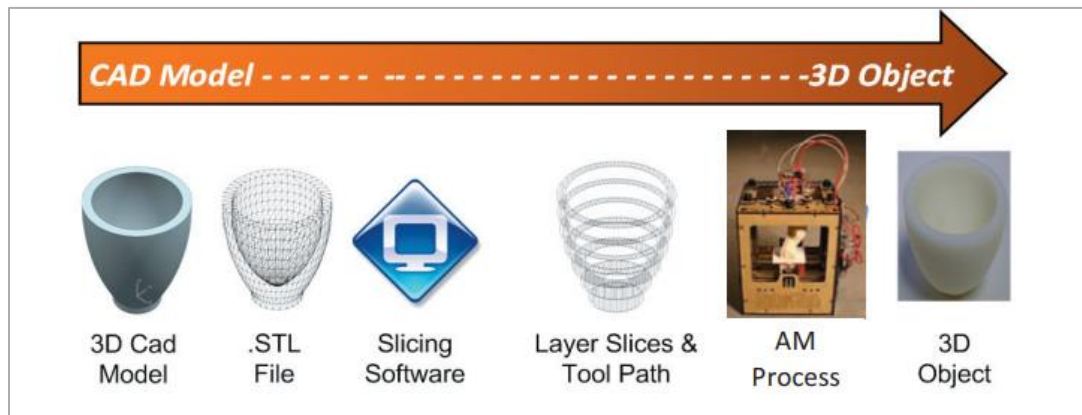 CAD Model - - - - - - -- - - - - - - - - - - - - - - - - - - - - - - -3D Object
3D Cad
Model
.STL
File
Slicing
Software
Layer Slices &
Tool Path
AM
Process
3D
Object